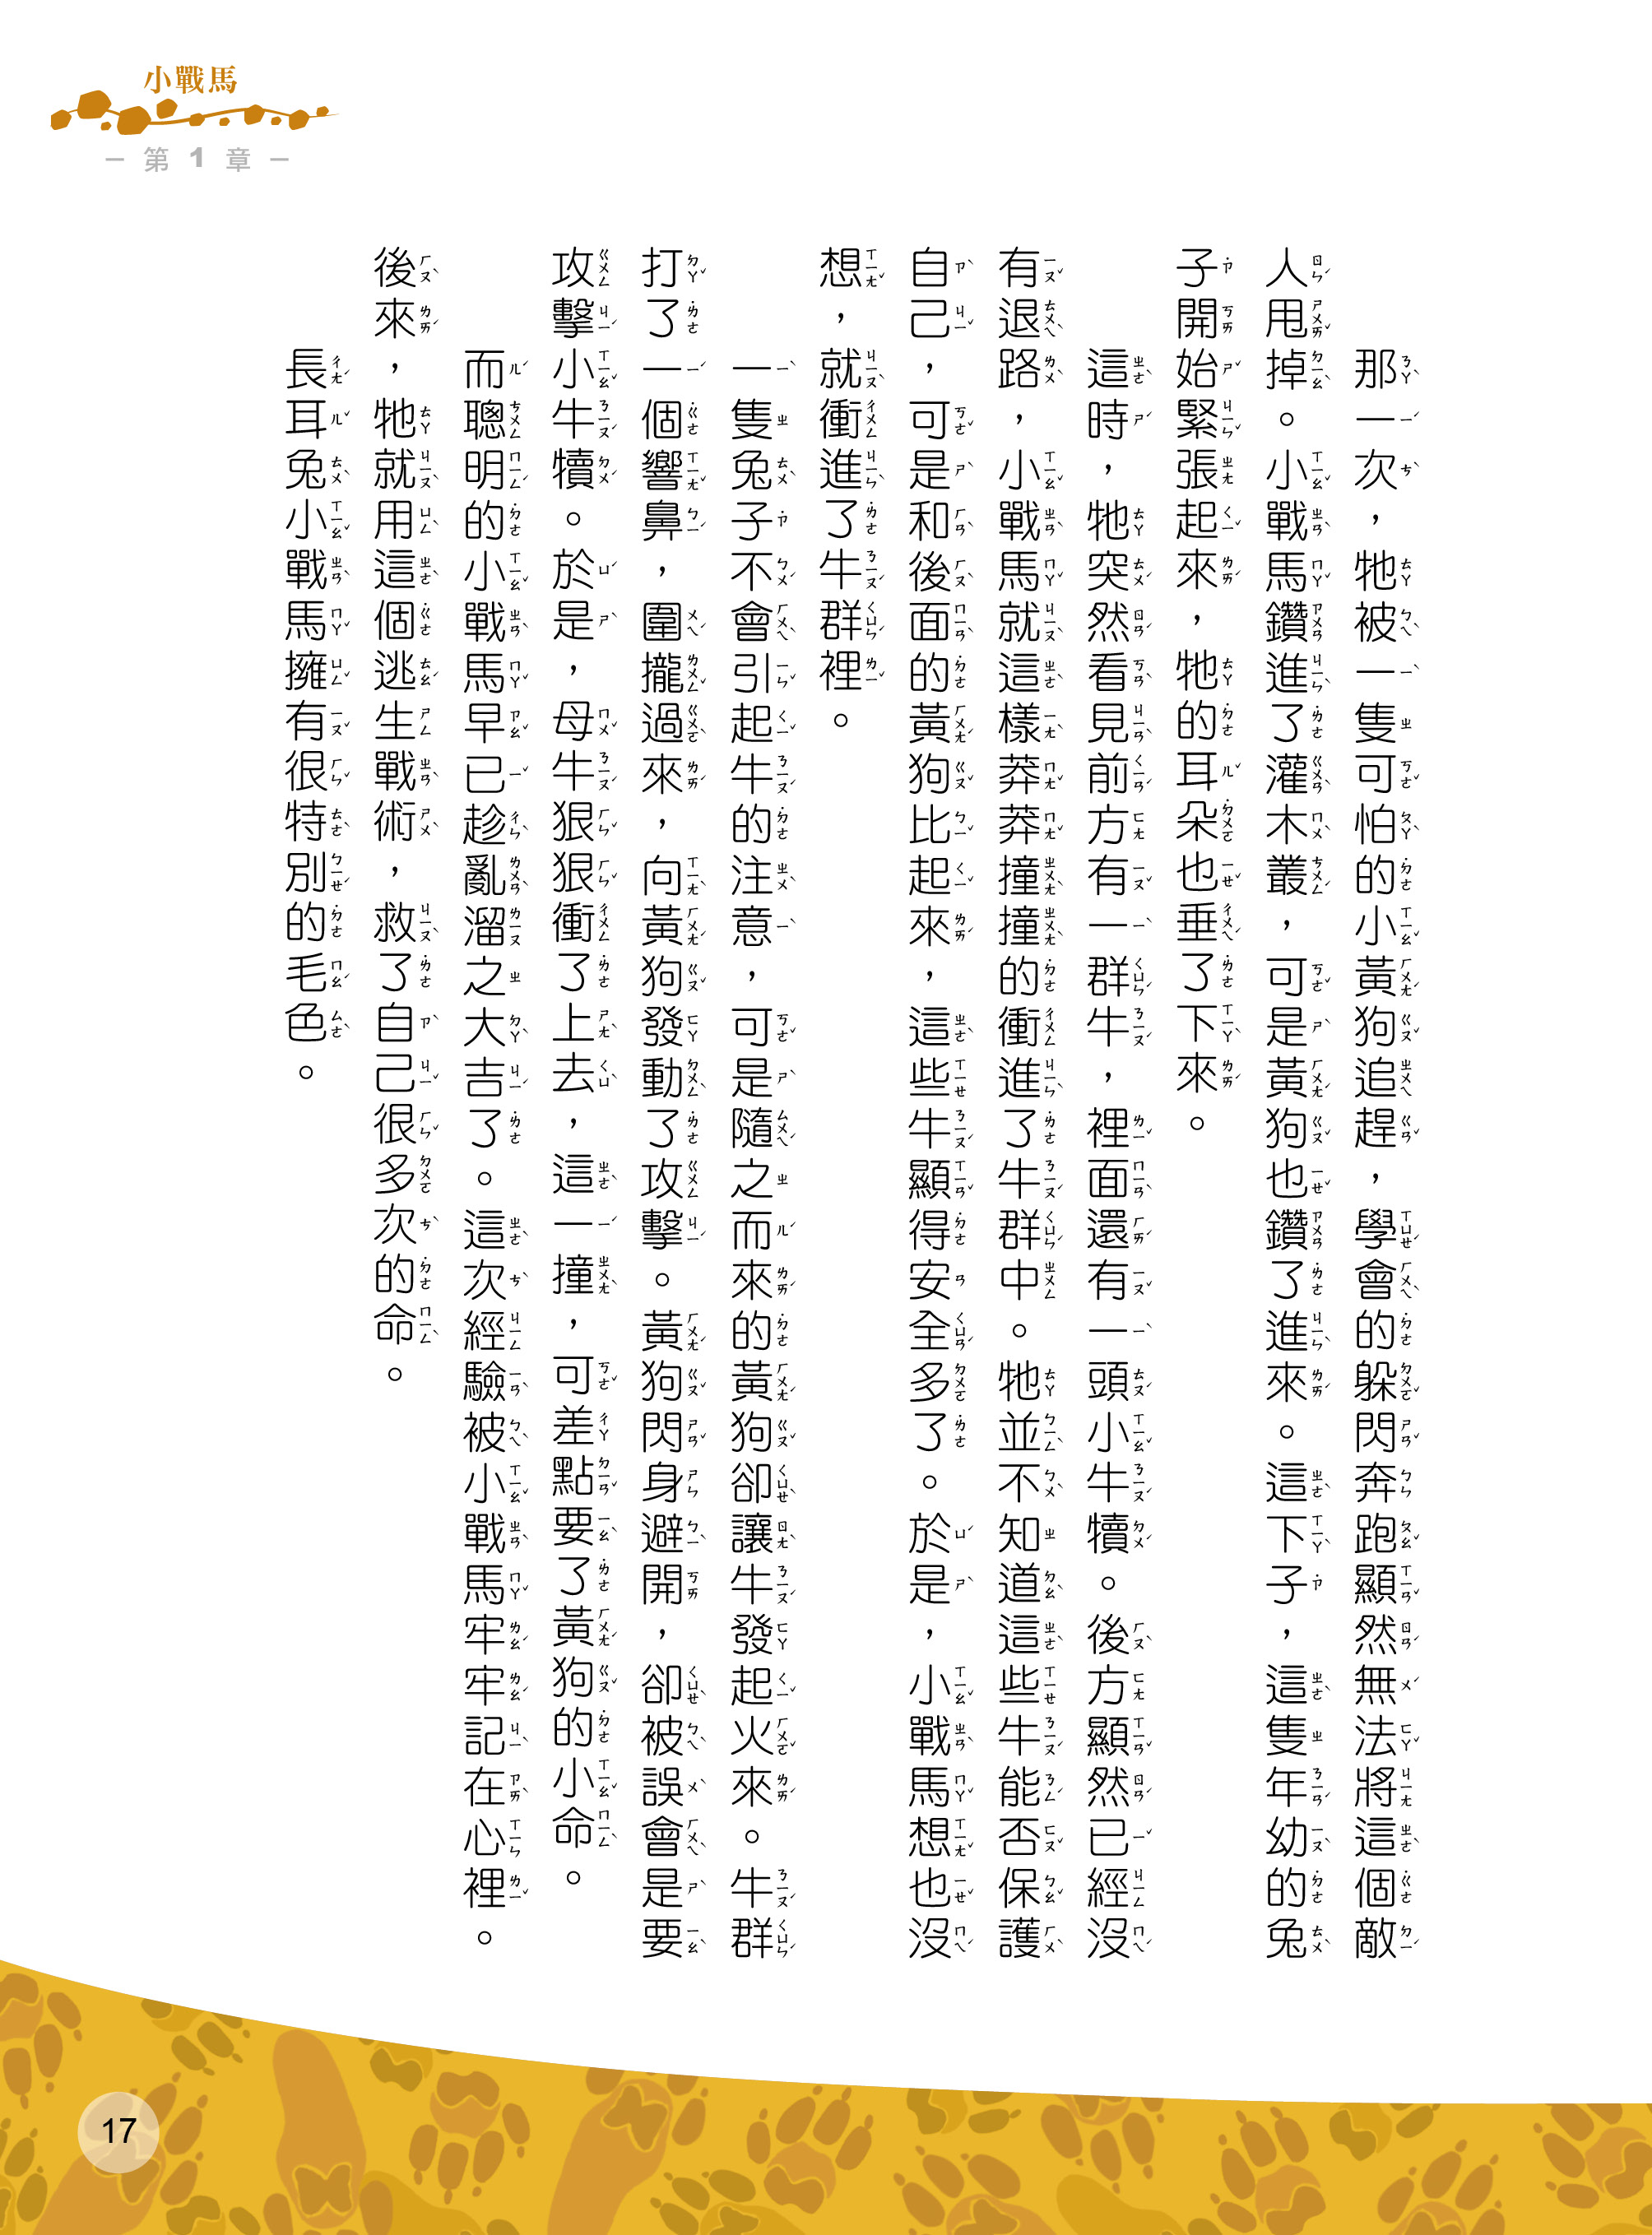 小戰馬
－ 第 1 章 －
那一次，牠被一隻可怕的小黃狗追趕，學會的躲閃奔跑顯然無法將這個敵
人甩掉。小戰馬鑽進了灌木叢，可是黃狗也鑽了進來。這下子，這隻年幼的兔
子開始緊張起來，牠的耳朵也垂了下來。
這時，牠突然看見前方有一群牛，裡面還有一頭小牛犢。後方顯然已經沒
有退路，小戰馬就這樣莽莽撞撞的衝進了牛群中。牠並不知道這些牛能否保護
自己，可是和後面的黃狗比起來，這些牛顯得安全多了。於是，小戰馬想也沒
想，就衝進了牛群裡。
一隻兔子不會引起牛的注意，可是隨之而來的黃狗卻讓牛發起火來。牛群
打了一個響鼻，圍攏過來，向黃狗發動了攻擊。黃狗閃身避開，卻被誤會是要
攻擊小牛犢。於是，母牛狠狠衝了上去，這一撞，可差點要了黃狗的小命。
而聰明的小戰馬早已趁亂溜之大吉了。這次經驗被小戰馬牢牢記在心裡。
後來，牠就用這個逃生戰術，救了自己很多次的命。
長耳兔小戰馬擁有很特別的毛色。
17